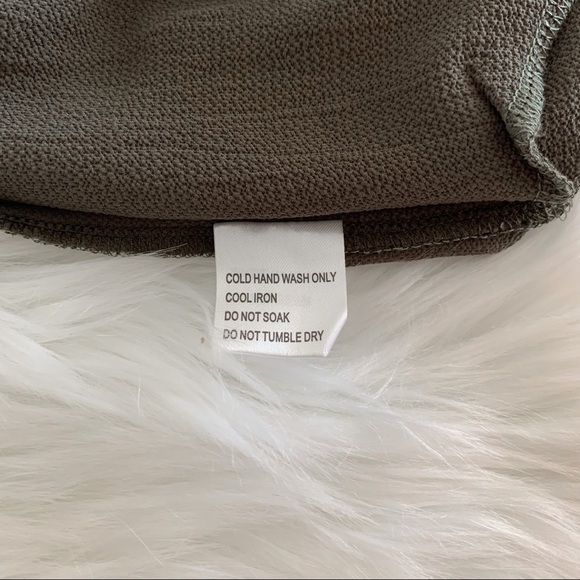 COLD HAND WASH ONLY
COOL IRON
DO NOT SOAK
DO NOT TUMBLE DRY